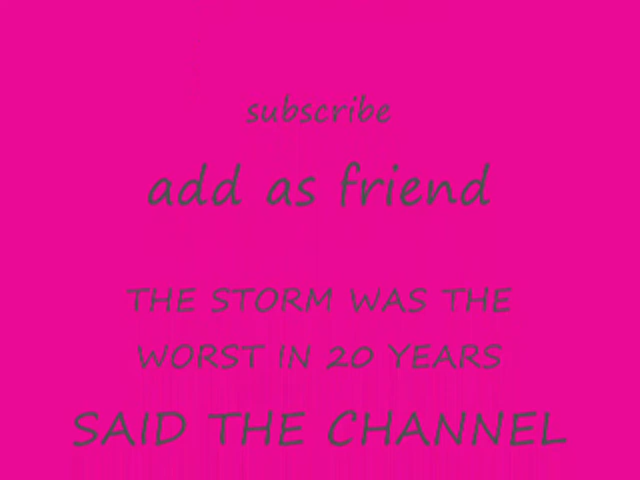 subscribe
add as friend
THE STORM WAS THE
WORST IN 20 YEARS
SAID THE CHANNEL